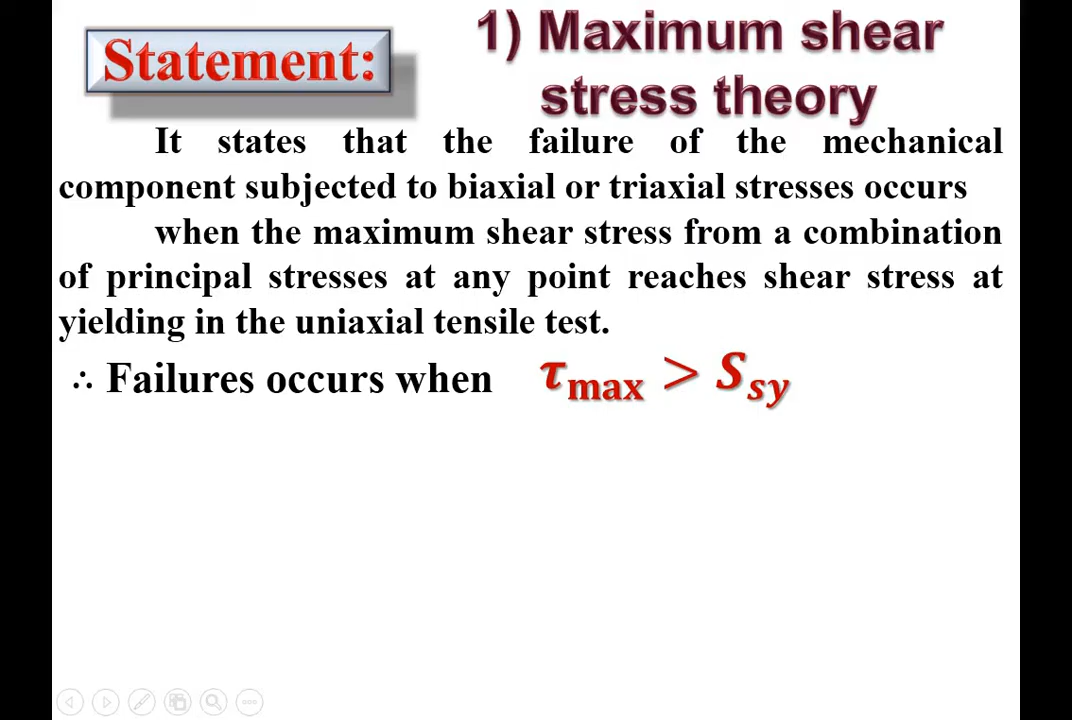 Statement:
1) Maximum shear
stress theory
It states that the failure of the mechanical
component subjected to biaxial or triaxial stresses occurs
when the maximum shear stress from a combination
of principal stresses at any point reaches shear stress at
yielding in the uniaxial tensile test.
∴ Failures occurs when τmax > Ssy